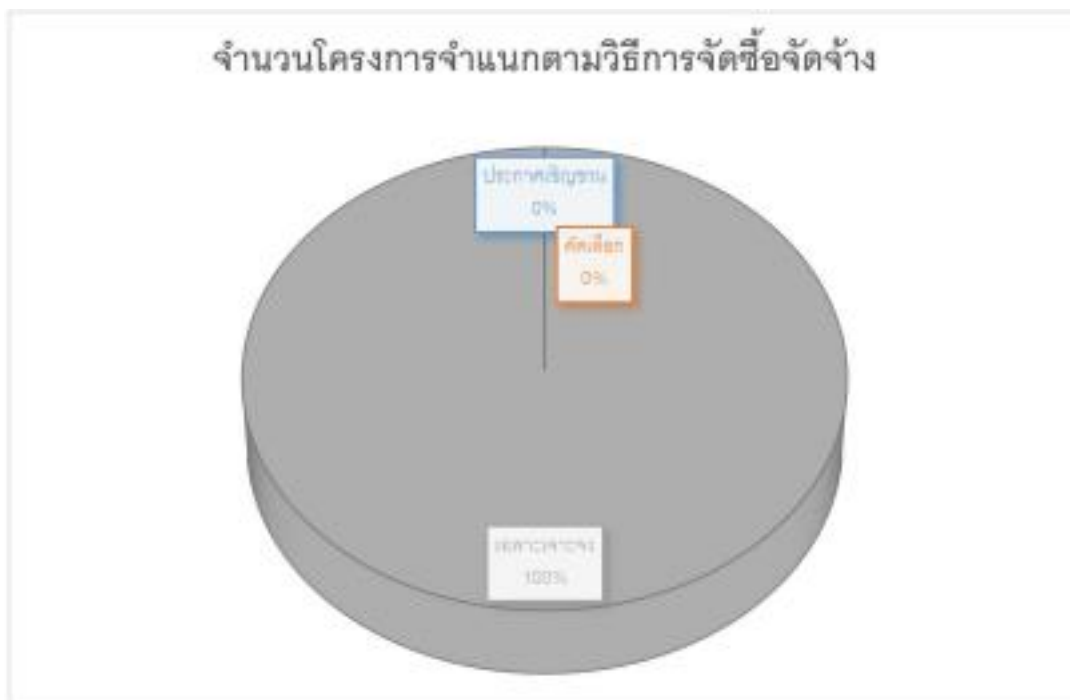 จำนวนโครงการจำแนกตามวิธีการจัดซื้อจัดจ้าง
ประกาศเชิญชวน
0%
คัดเลือก
0%
เฉพาะเจาะจง
100%